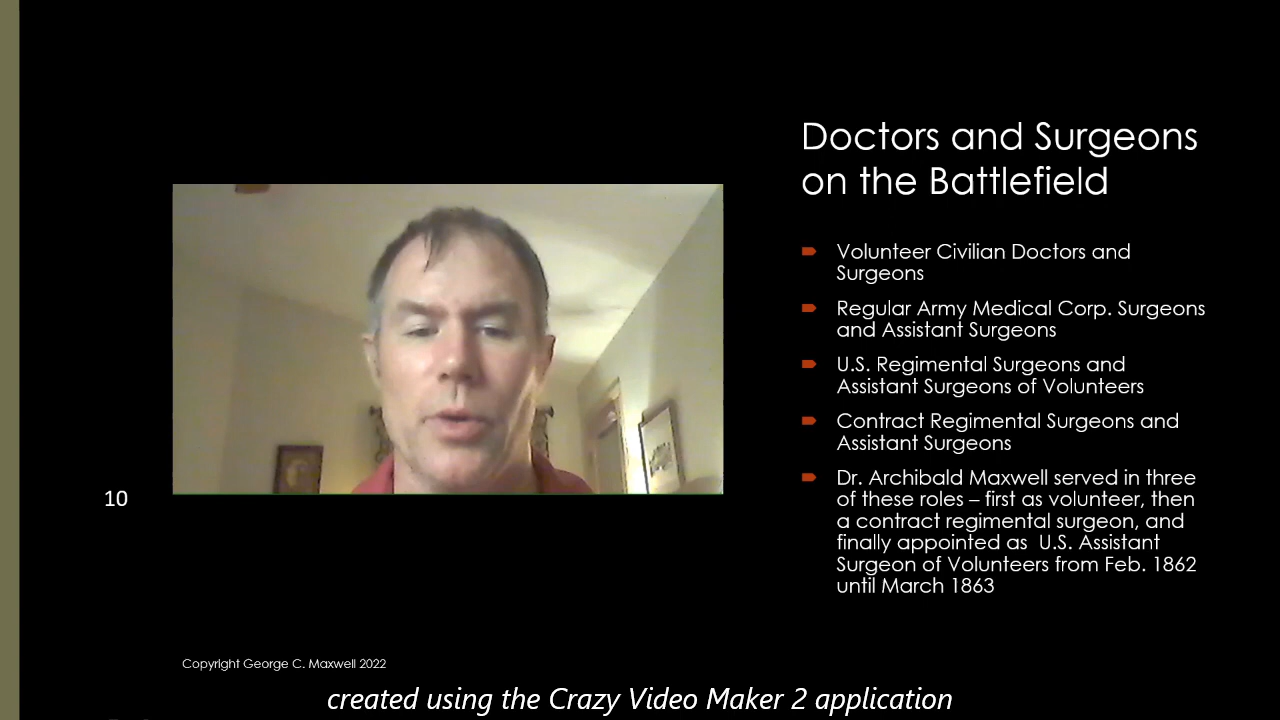 Doctors and Surgeons
on the Battlefield
Volunteer Civilian Doctors and
Surgeons
Regular Army Medical Corp. Surgeons
and Assistant Surgeons
U.S. Regimental Surgeons and
Assistant Surgeons of Volunteers
Contract Regimental Surgeons and
Assistant Surgeons
Dr. Archibald Maxwell served in three
of these roles – first as volunteer, then
a contract regimental surgeon, and
finally appointed as U.S. Assistant
Surgeon of Volunteers from Feb. 1862
until March 1863
10
Copyright George C. Maxwell 2022
created using the Crazy Video Maker 2 application